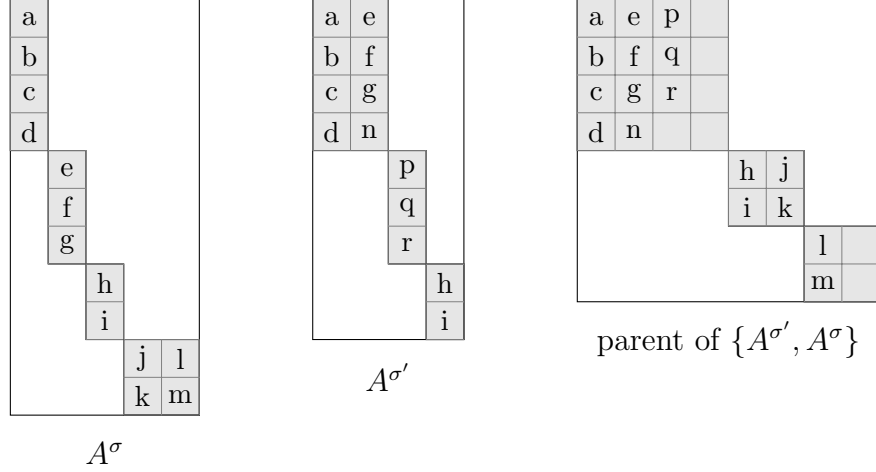 a a e a e p
b b f b f q
c c g c g r
d d n d n
e p h j
f q i k
g r l
h h m
i i
j l
k m
parent of {A^{σ′}, A^σ}
A^{σ′}
A^σ